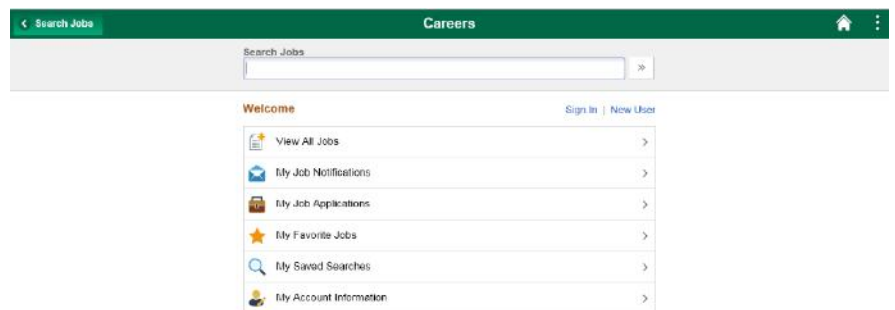 Search Jobs
Careers
Search Jobs
»
Welcome
Sign In | New User
View All Jobs
My Job Notifications
My Job Applications
My Favorite Jobs
My Saved Searches
My Account Information